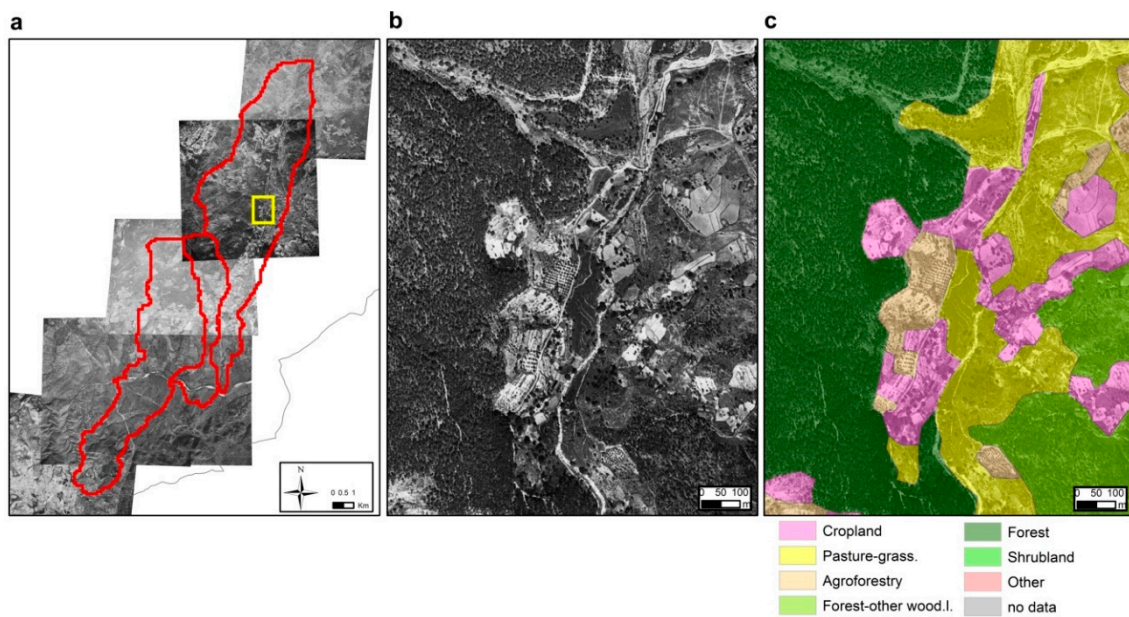 a
b
c
N
0 0.5 1
Km
0 50 100
m
0 50 100
m
Cropland
Pasture-grass.
Agroforestry
Forest-other wood.l.
Forest
Shrubland
Other
no data